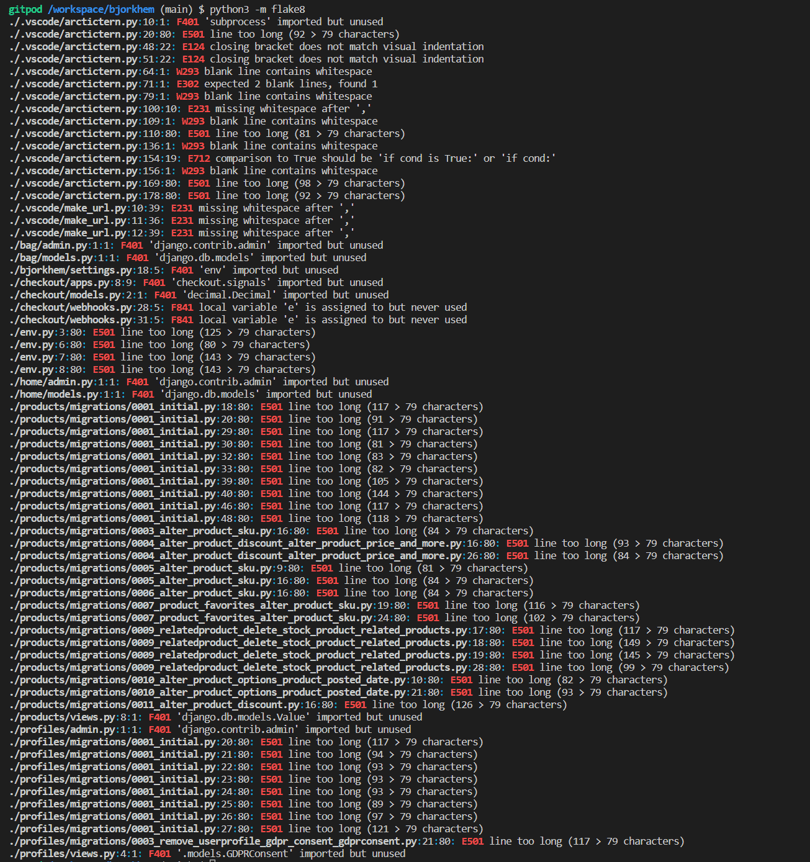 gitpod /workspace/bjorkhem (main) $ python3 -m flake8
./.vscode/arctictern.py:10:1: F401 'subprocess' imported but unused
./.vscode/arctictern.py:20:80: E501 line too long (92 > 79 characters)
./.vscode/arctictern.py:48:22: E124 closing bracket does not match visual indentation
./.vscode/arctictern.py:51:22: E124 closing bracket does not match visual indentation
./.vscode/arctictern.py:64:1: W293 blank line contains whitespace
./.vscode/arctictern.py:71:1: E302 expected 2 blank lines, found 1
./.vscode/arctictern.py:79:1: W293 blank line contains whitespace
./.vscode/arctictern.py:100:10: E231 missing whitespace after ','
./.vscode/arctictern.py:109:1: W293 blank line contains whitespace
./.vscode/arctictern.py:110:80: E501 line too long (81 > 79 characters)
./.vscode/arctictern.py:136:1: W293 blank line contains whitespace
./.vscode/arctictern.py:154:19: E712 comparison to True should be 'if cond is True:' or 'if cond:'
./.vscode/arctictern.py:156:1: W293 blank line contains whitespace
./.vscode/arctictern.py:169:80: E501 line too long (98 > 79 characters)
./.vscode/arctictern.py:178:80: E501 line too long (92 > 79 characters)
./.vscode/make_url.py:10:39: E231 missing whitespace after ','
./.vscode/make_url.py:11:36: E231 missing whitespace after ','
./.vscode/make_url.py:12:39: E231 missing whitespace after ','
./bag/admin.py:1:1: F401 'django.contrib.admin' imported but unused
./bag/models.py:1:1: F401 'django.db.models' imported but unused
./bjorkhem/settings.py:18:5: F401 'env' imported but unused
./checkout/apps.py:8:9: F401 'checkout.signals' imported but unused
./checkout/models.py:2:1: F401 'decimal.Decimal' imported but unused
./checkout/webhooks.py:28:5: F841 local variable 'e' is assigned to but never used
./checkout/webhooks.py:31:5: F841 local variable 'e' is assigned to but never used
./env.py:3:80: E501 line too long (125 > 79 characters)
./env.py:6:80: E501 line too long (80 > 79 characters)
./env.py:7:80: E501 line too long (143 > 79 characters)
./env.py:8:80: E501 line too long (143 > 79 characters)
./home/admin.py:1:1: F401 'django.contrib.admin' imported but unused
./home/models.py:1:1: F401 'django.db.models' imported but unused
./products/migrations/0001_initial.py:18:80: E501 line too long (117 > 79 characters)
./products/migrations/0001_initial.py:20:80: E501 line too long (91 > 79 characters)
./products/migrations/0001_initial.py:29:80: E501 line too long (117 > 79 characters)
./products/migrations/0001_initial.py:30:80: E501 line too long (81 > 79 characters)
./products/migrations/0001_initial.py:32:80: E501 line too long (83 > 79 characters)
./products/migrations/0001_initial.py:33:80: E501 line too long (82 > 79 characters)
./products/migrations/0001_initial.py:39:80: E501 line too long (105 > 79 characters)
./products/migrations/0001_initial.py:40:80: E501 line too long (144 > 79 characters)
./products/migrations/0001_initial.py:46:80: E501 line too long (117 > 79 characters)
./products/migrations/0001_initial.py:48:80: E501 line too long (118 > 79 characters)
./products/migrations/0003_alter_product_sku.py:16:80: E501 line too long (84 > 79 characters)
./products/migrations/0004_alter_product_discount_alter_product_price_and_more.py:16:80: E501 line too long (93 > 79 characters)
./products/migrations/0004_alter_product_discount_alter_product_price_and_more.py:26:80: E501 line too long (84 > 79 characters)
./products/migrations/0005_alter_product_sku.py:9:80: E501 line too long (81 > 79 characters)
./products/migrations/0005_alter_product_sku.py:16:80: E501 line too long (84 > 79 characters)
./products/migrations/0006_alter_product_sku.py:16:80: E501 line too long (84 > 79 characters)
./products/migrations/0007_product_favorites_alter_product_sku.py:19:80: E501 line too long (116 > 79 characters)
./products/migrations/0007_product_favorites_alter_product_sku.py:24:80: E501 line too long (102 > 79 characters)
./products/migrations/0009_relatedproduct_delete_stock_product_related_products.py:17:80: E501 line too long (117 > 79 characters)
./products/migrations/0009_relatedproduct_delete_stock_product_related_products.py:18:80: E501 line too long (149 > 79 characters)
./products/migrations/0009_relatedproduct_delete_stock_product_related_products.py:19:80: E501 line too long (145 > 79 characters)
./products/migrations/0009_relatedproduct_delete_stock_product_related_products.py:28:80: E501 line too long (99 > 79 characters)
./products/migrations/0010_alter_product_options_product_posted_date.py:10:80: E501 line too long (82 > 79 characters)
./products/migrations/0010_alter_product_options_product_posted_date.py:21:80: E501 line too long (93 > 79 characters)
./products/migrations/0011_alter_product_discount.py:16:80: E501 line too long (126 > 79 characters)
./products/views.py:8:1: F401 'django.db.models.Value' imported but unused
./profiles/admin.py:1:1: F401 'django.contrib.admin' imported but unused
./profiles/migrations/0001_initial.py:20:80: E501 line too long (117 > 79 characters)
./profiles/migrations/0001_initial.py:21:80: E501 line too long (94 > 79 characters)
./profiles/migrations/0001_initial.py:22:80: E501 line too long (93 > 79 characters)
./profiles/migrations/0001_initial.py:23:80: E501 line too long (93 > 79 characters)
./profiles/migrations/0001_initial.py:24:80: E501 line too long (93 > 79 characters)
./profiles/migrations/0001_initial.py:25:80: E501 line too long (89 > 79 characters)
./profiles/migrations/0001_initial.py:26:80: E501 line too long (97 > 79 characters)
./profiles/migrations/0001_initial.py:27:80: E501 line too long (121 > 79 characters)
./profiles/migrations/0003_remove_userprofile_gdpr_consent_gdprconsent.py:21:80: E501 line too long (117 > 79 characters)
./profiles/views.py:4:1: F401 '.models.GDPRConsent' imported but unused